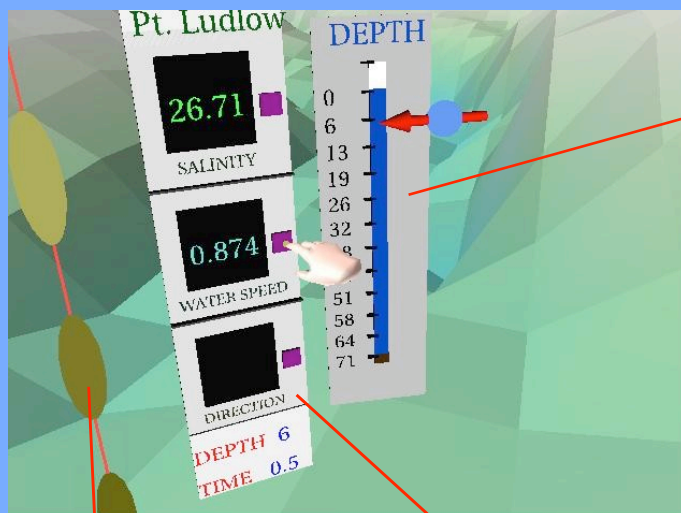 Pt. Ludlow
26.71
SALINITY
0.874
WATER SPEED
DIRECTION
DEPTH 6
TIME 0.5
DEPTH
0
6
13
19
26
32
8
51
58
64
71